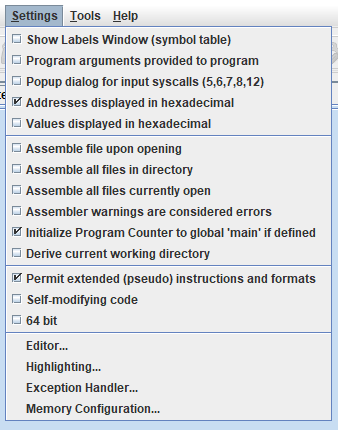 Settings Tools Help
Show Labels Window (symbol table)
Program arguments provided to program
Popup dialog for input syscalls (5,6,7,8,12)
Addresses displayed in hexadecimal
Values displayed in hexadecimal
Assemble file upon opening
Assemble all files in directory
Assemble all files currently open
Assembler warnings are considered errors
Initialize Program Counter to global 'main' if defined
Derive current working directory
Permit extended (pseudo) instructions and formats
Self-modifying code
64 bit
Editor...
Highlighting...
Exception Handler...
Memory Configuration...